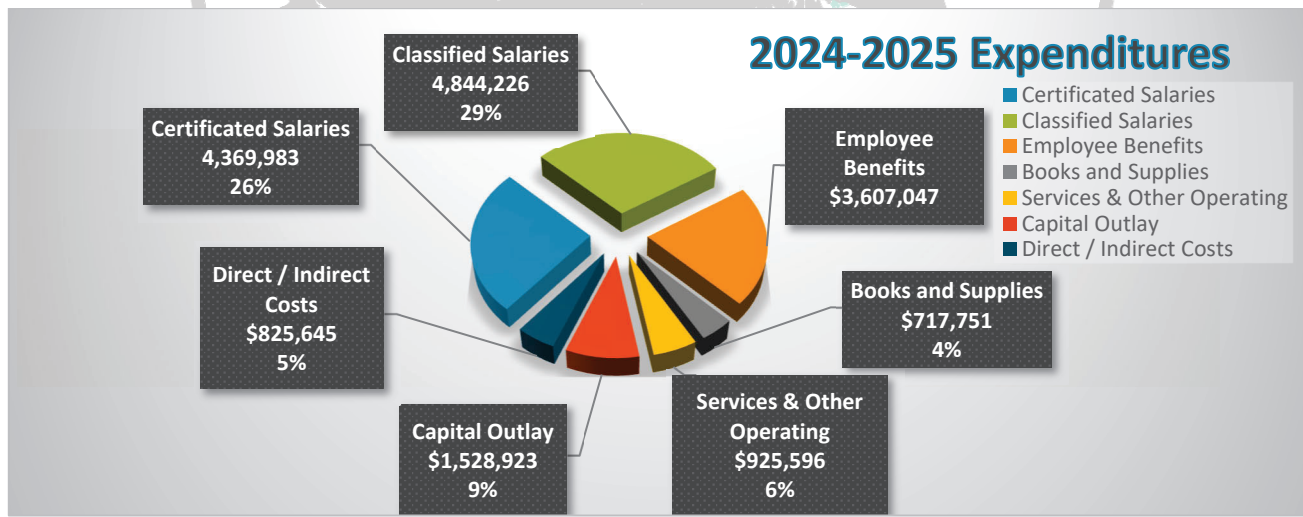 2024-2025 Expenditures
Certificated Salaries
Classified Salaries
Employee Benefits
Books and Supplies
Services & Other Operating
Capital Outlay
Direct / Indirect Costs
Classified Salaries
4,844,226
29%
Certificated Salaries
4,369,983
26%
Employee
Benefits
$3,607,047
Direct / Indirect
Costs
$825,645
5%
Books and Supplies
$717,751
4%
Capital Outlay
$1,528,923
9%
Services & Other
Operating
$925,596
6%